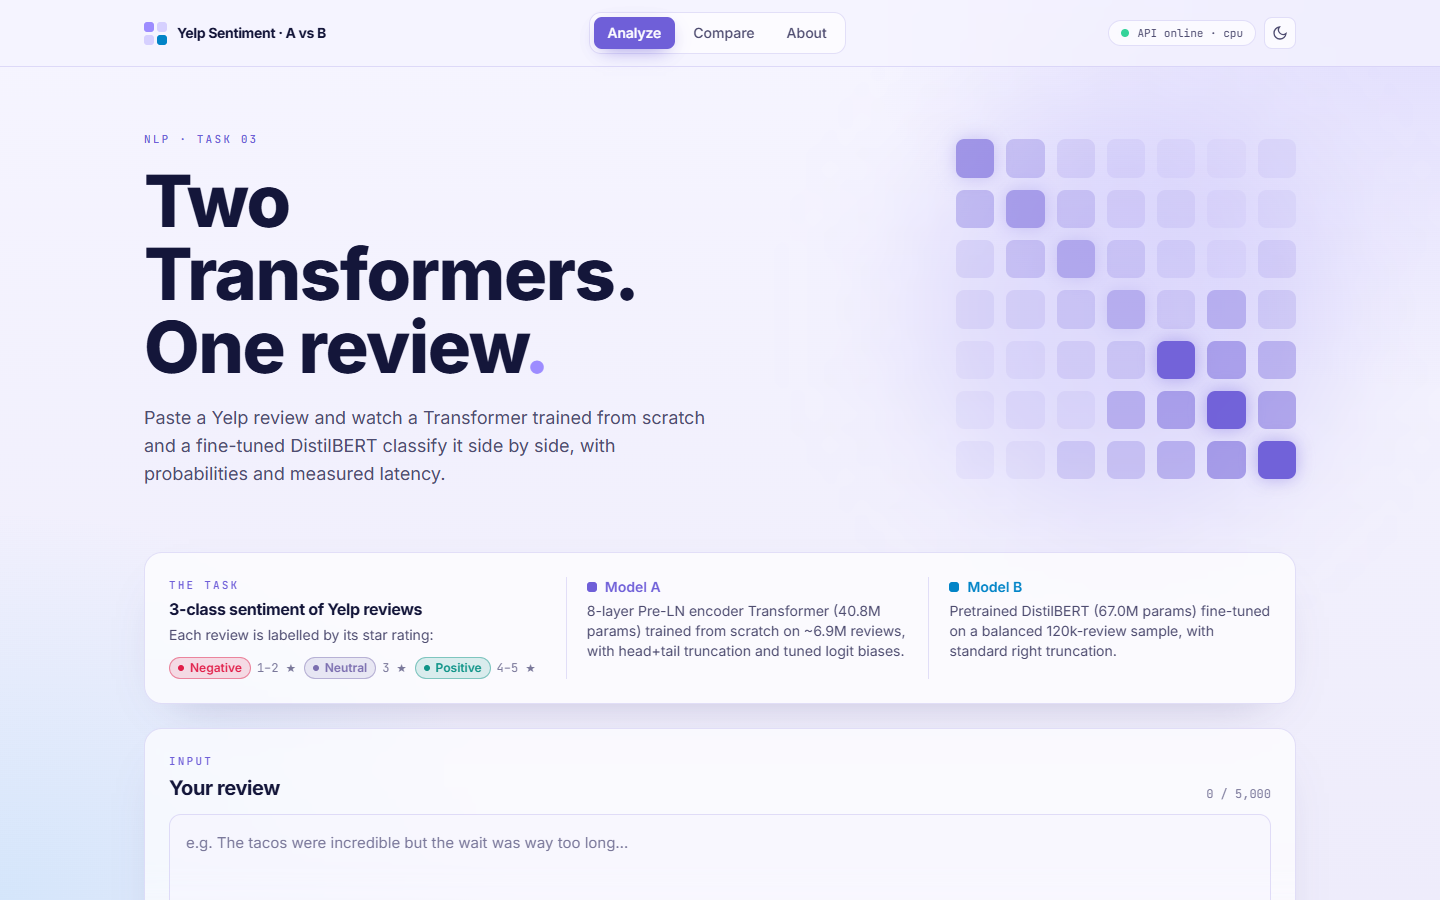 Yelp Sentiment · A vs B
Analyze
Compare
About
API online · cpu
NLP · TASK 03
Two
Transformers.
One review.
Paste a Yelp review and watch a Transformer trained from scratch
and a fine-tuned DistilBERT classify it side by side, with
probabilities and measured latency.
THE TASK
3-class sentiment of Yelp reviews
Each review is labelled by its star rating:
Negative 1–2 ★ Neutral 3 ★ Positive 4–5 ★
Model A
8-layer Pre-LN encoder Transformer (40.8M
params) trained from scratch on ~6.9M reviews,
with head+tail truncation and tuned logit biases.
Model B
Pretrained DistilBERT (67.0M params) fine-tuned
on a balanced 120k-review sample, with
standard right truncation.
INPUT
Your review
0 / 5,000
e.g. The tacos were incredible but the wait was way too long...